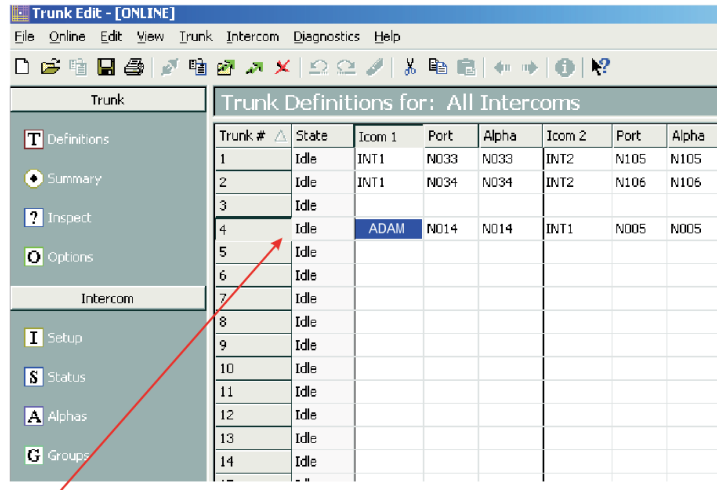 Trunk Edit - [ONLINE]
File Online Edit View Trunk Intercom Diagnostics Help
Trunk
Trunk Definitions for: All Intercoms
T Definitions
Summary
? Inspect
O Options
Intercom
I Setup
S Status
A Alphas
G Groups
Trunk # State Icom 1 Port Alpha Icom 2 Port Alpha
1 Idle INT1 N033 N033 INT2 N105 N105
2 Idle INT1 N034 N034 INT2 N106 N106
3 Idle
4 Idle ADAM N014 N014 INT1 N005 N005
5 Idle
6 Idle
7 Idle
8 Idle
9 Idle
10 Idle
11 Idle
12 Idle
13 Idle
14 Idle